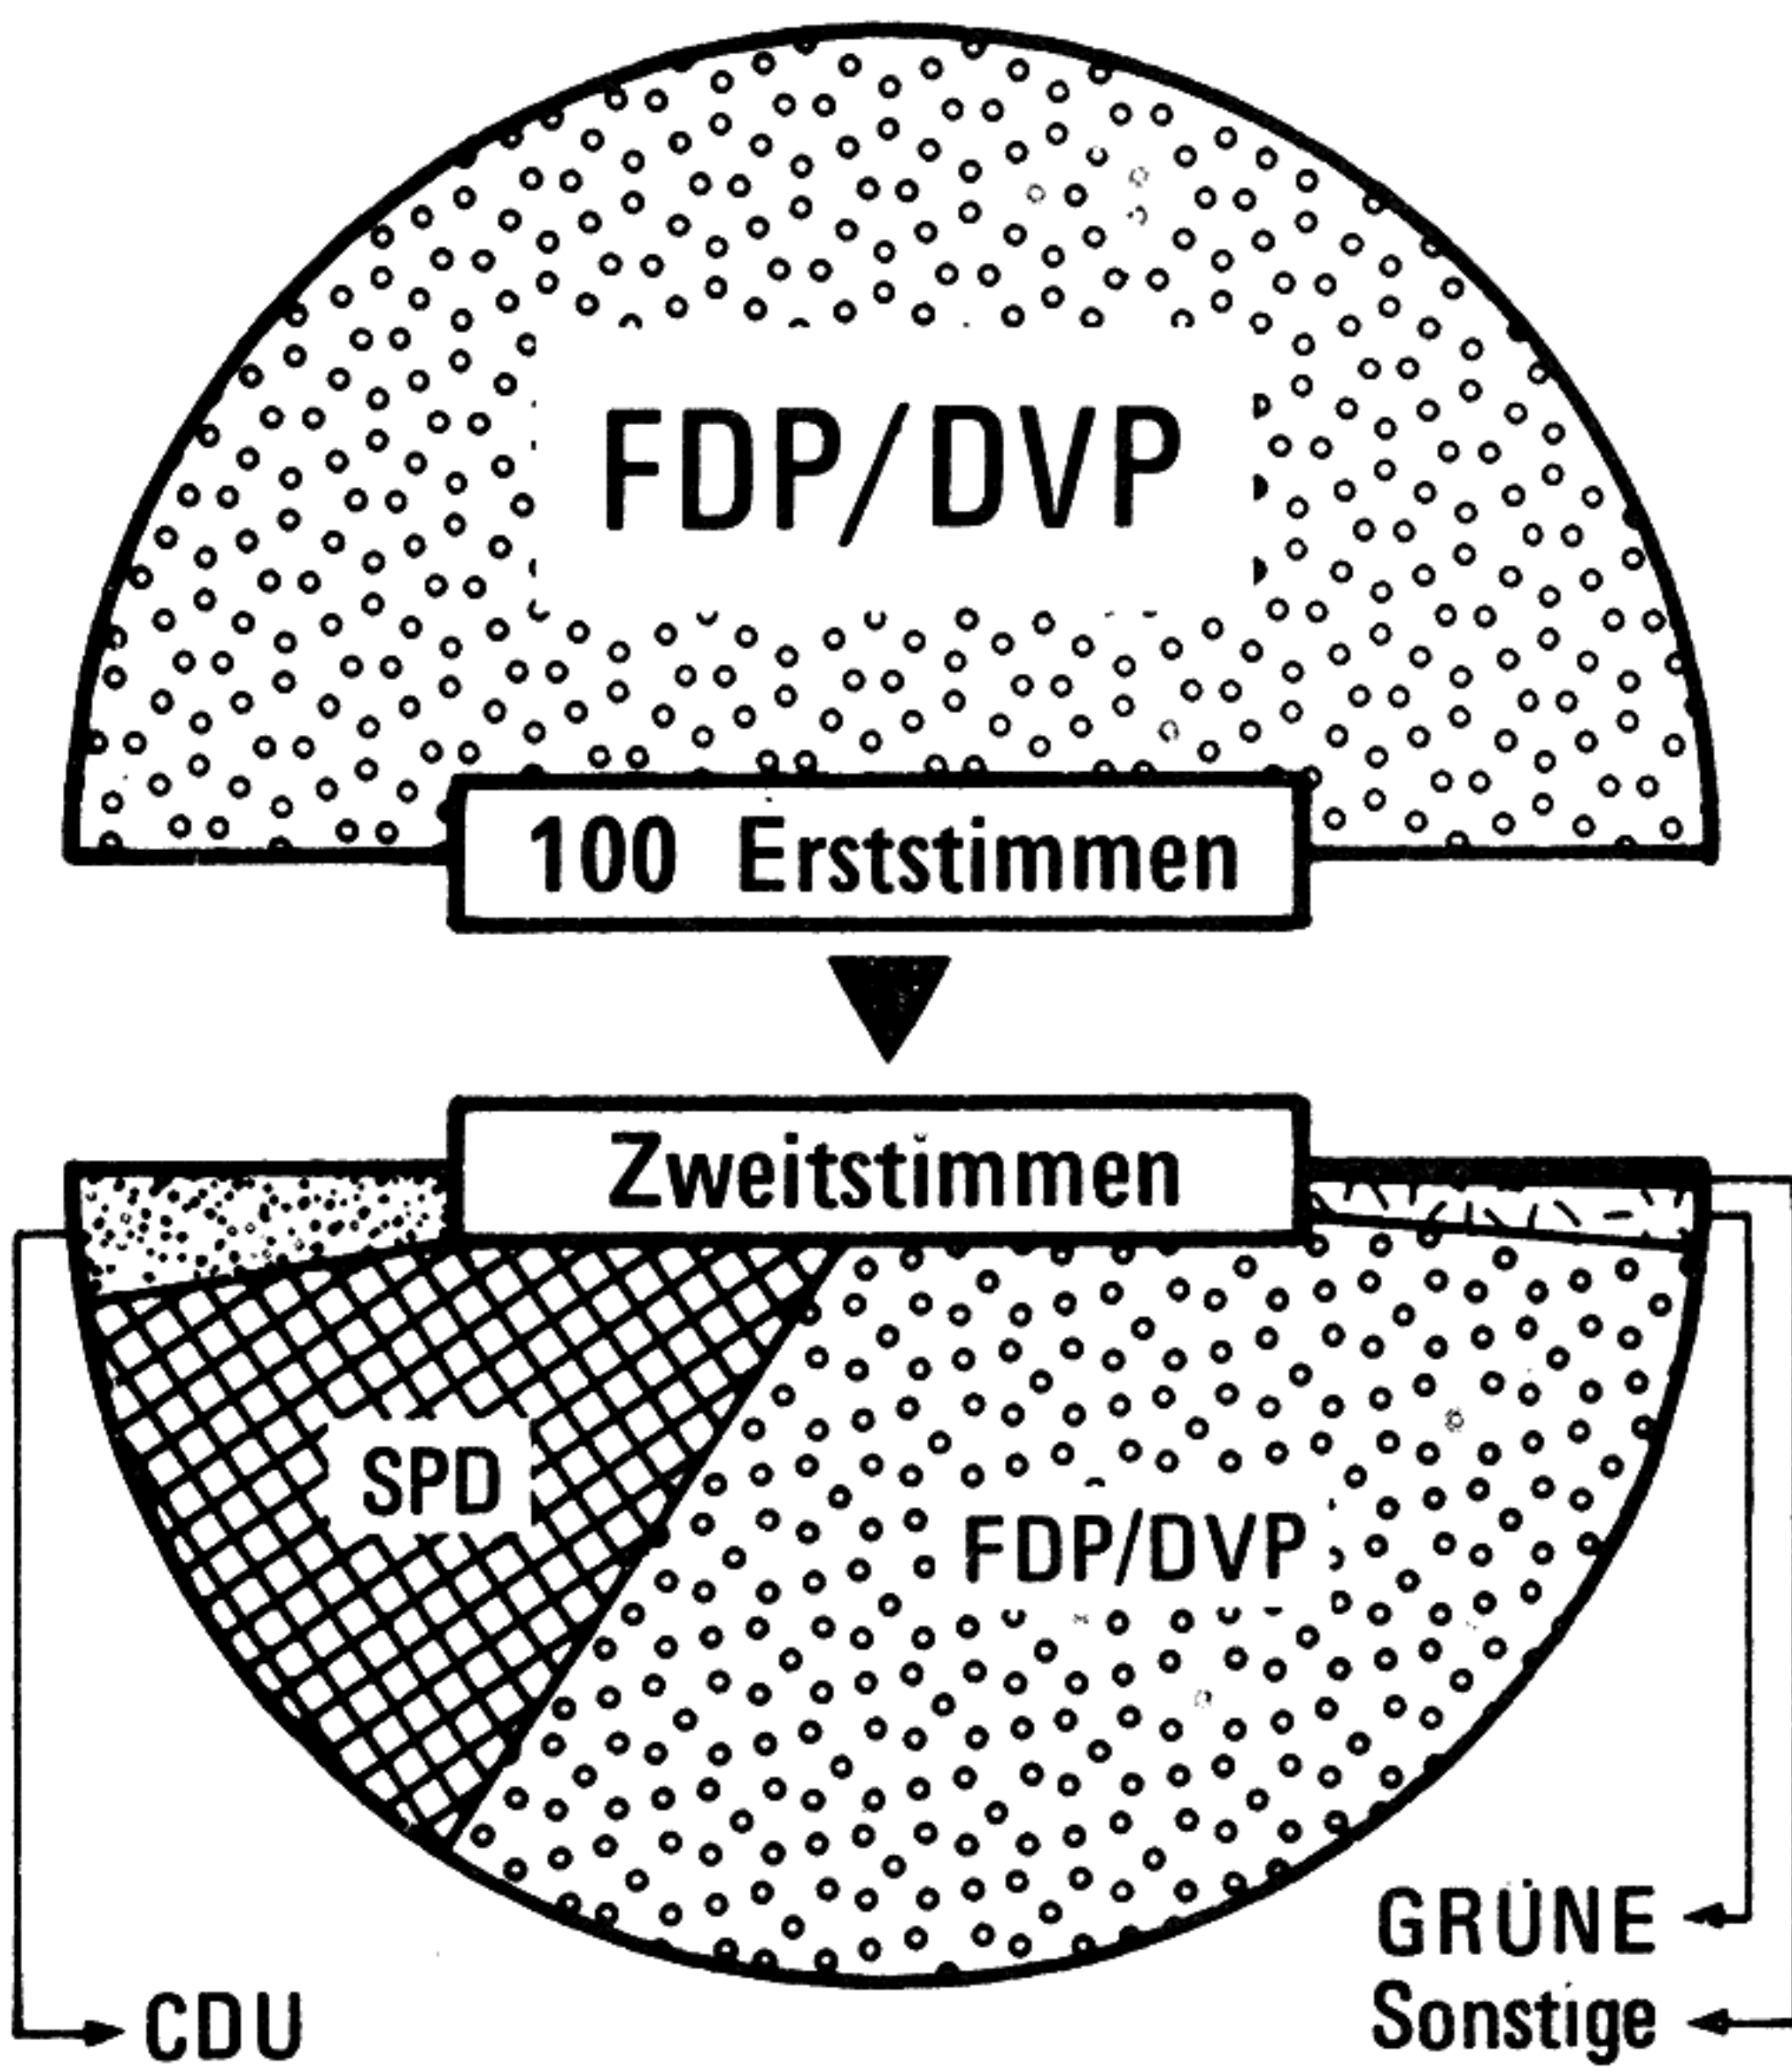 FDP/DVP
100 Erststimmen
Zweitstimmen
SPD
FDP/DVP
GRÜNE
CDU
Sonstige